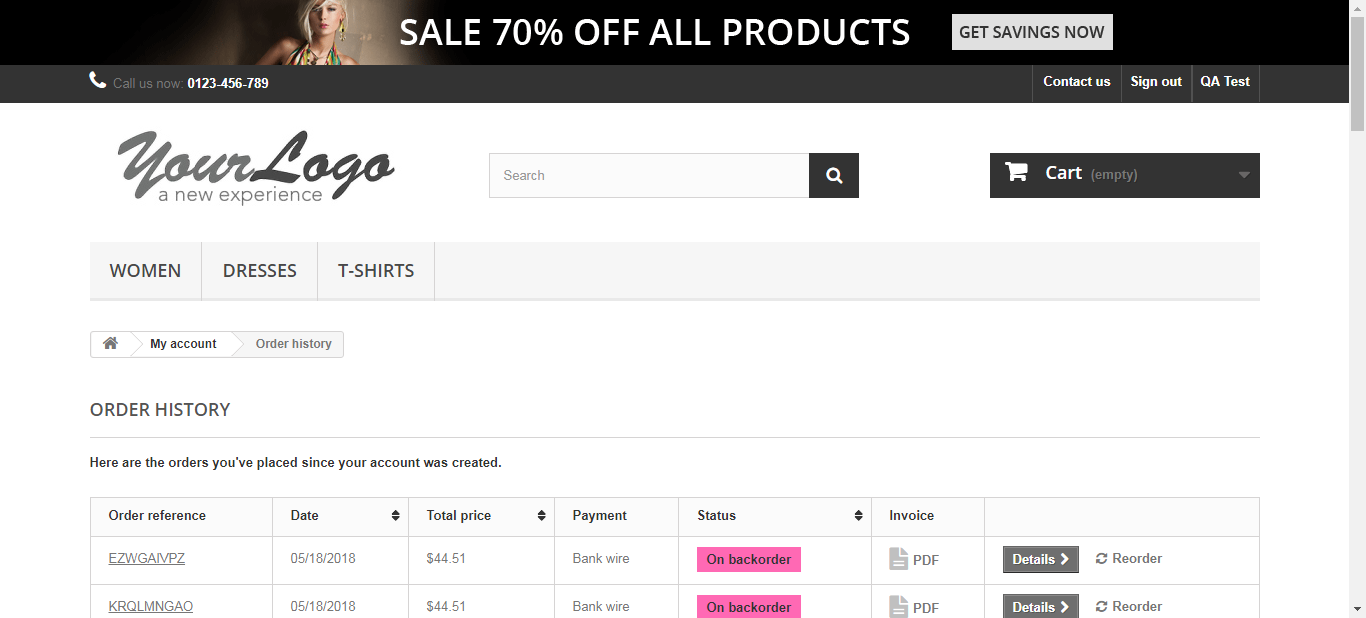 SALE 70% OFF ALL PRODUCTS GET SAVINGS NOW
Call us now: 0123-456-789 Contact us Sign out QA Test
Your Logo
a new experience
Search
Cart (empty)
WOMEN DRESSES T-SHIRTS
My account Order history
ORDER HISTORY
Here are the orders you've placed since your account was created.
Order reference Date Total price Payment Status Invoice
EZWGAIVPZ 05/18/2018 $44.51 Bank wire On backorder PDF Details Reorder
KRQLMNGAO 05/18/2018 $44.51 Bank wire On backorder PDF Details Reorder